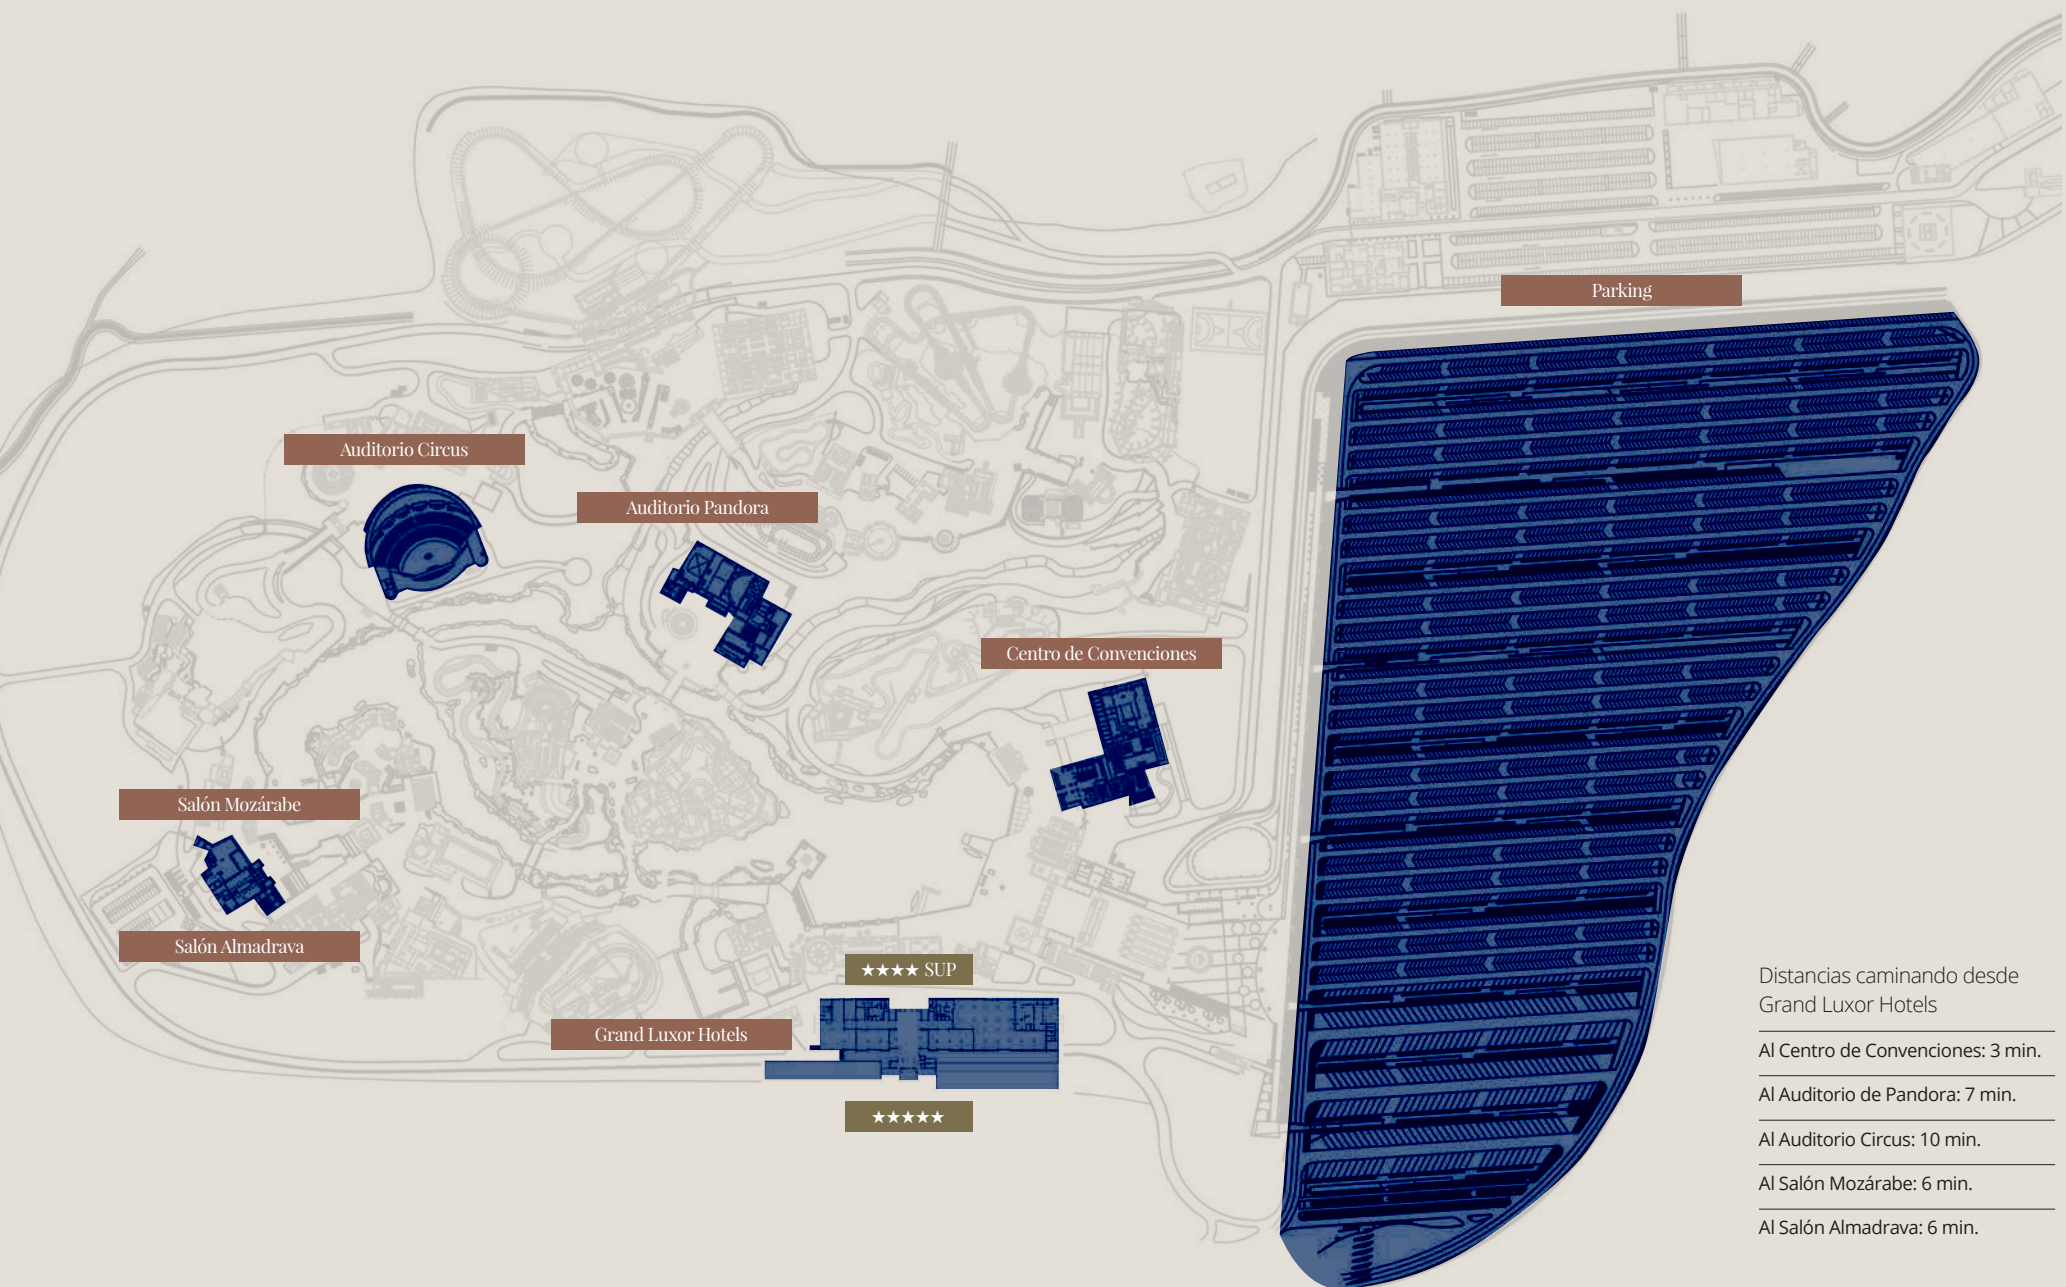 Parking
Auditorio Circus
Auditorio Pandora
Centro de Convenciones
Salón Mozárabe
Salón Almadrava
★★★★ SUP
Grand Luxor Hotels
★★★★★
Distancias caminando desde
Grand Luxor Hotels
Al Centro de Convenciones: 3 min.
Al Auditorio de Pandora: 7 min.
Al Auditorio Circus: 10 min.
Al Salón Mozárabe: 6 min.
Al Salón Almadrava: 6 min.